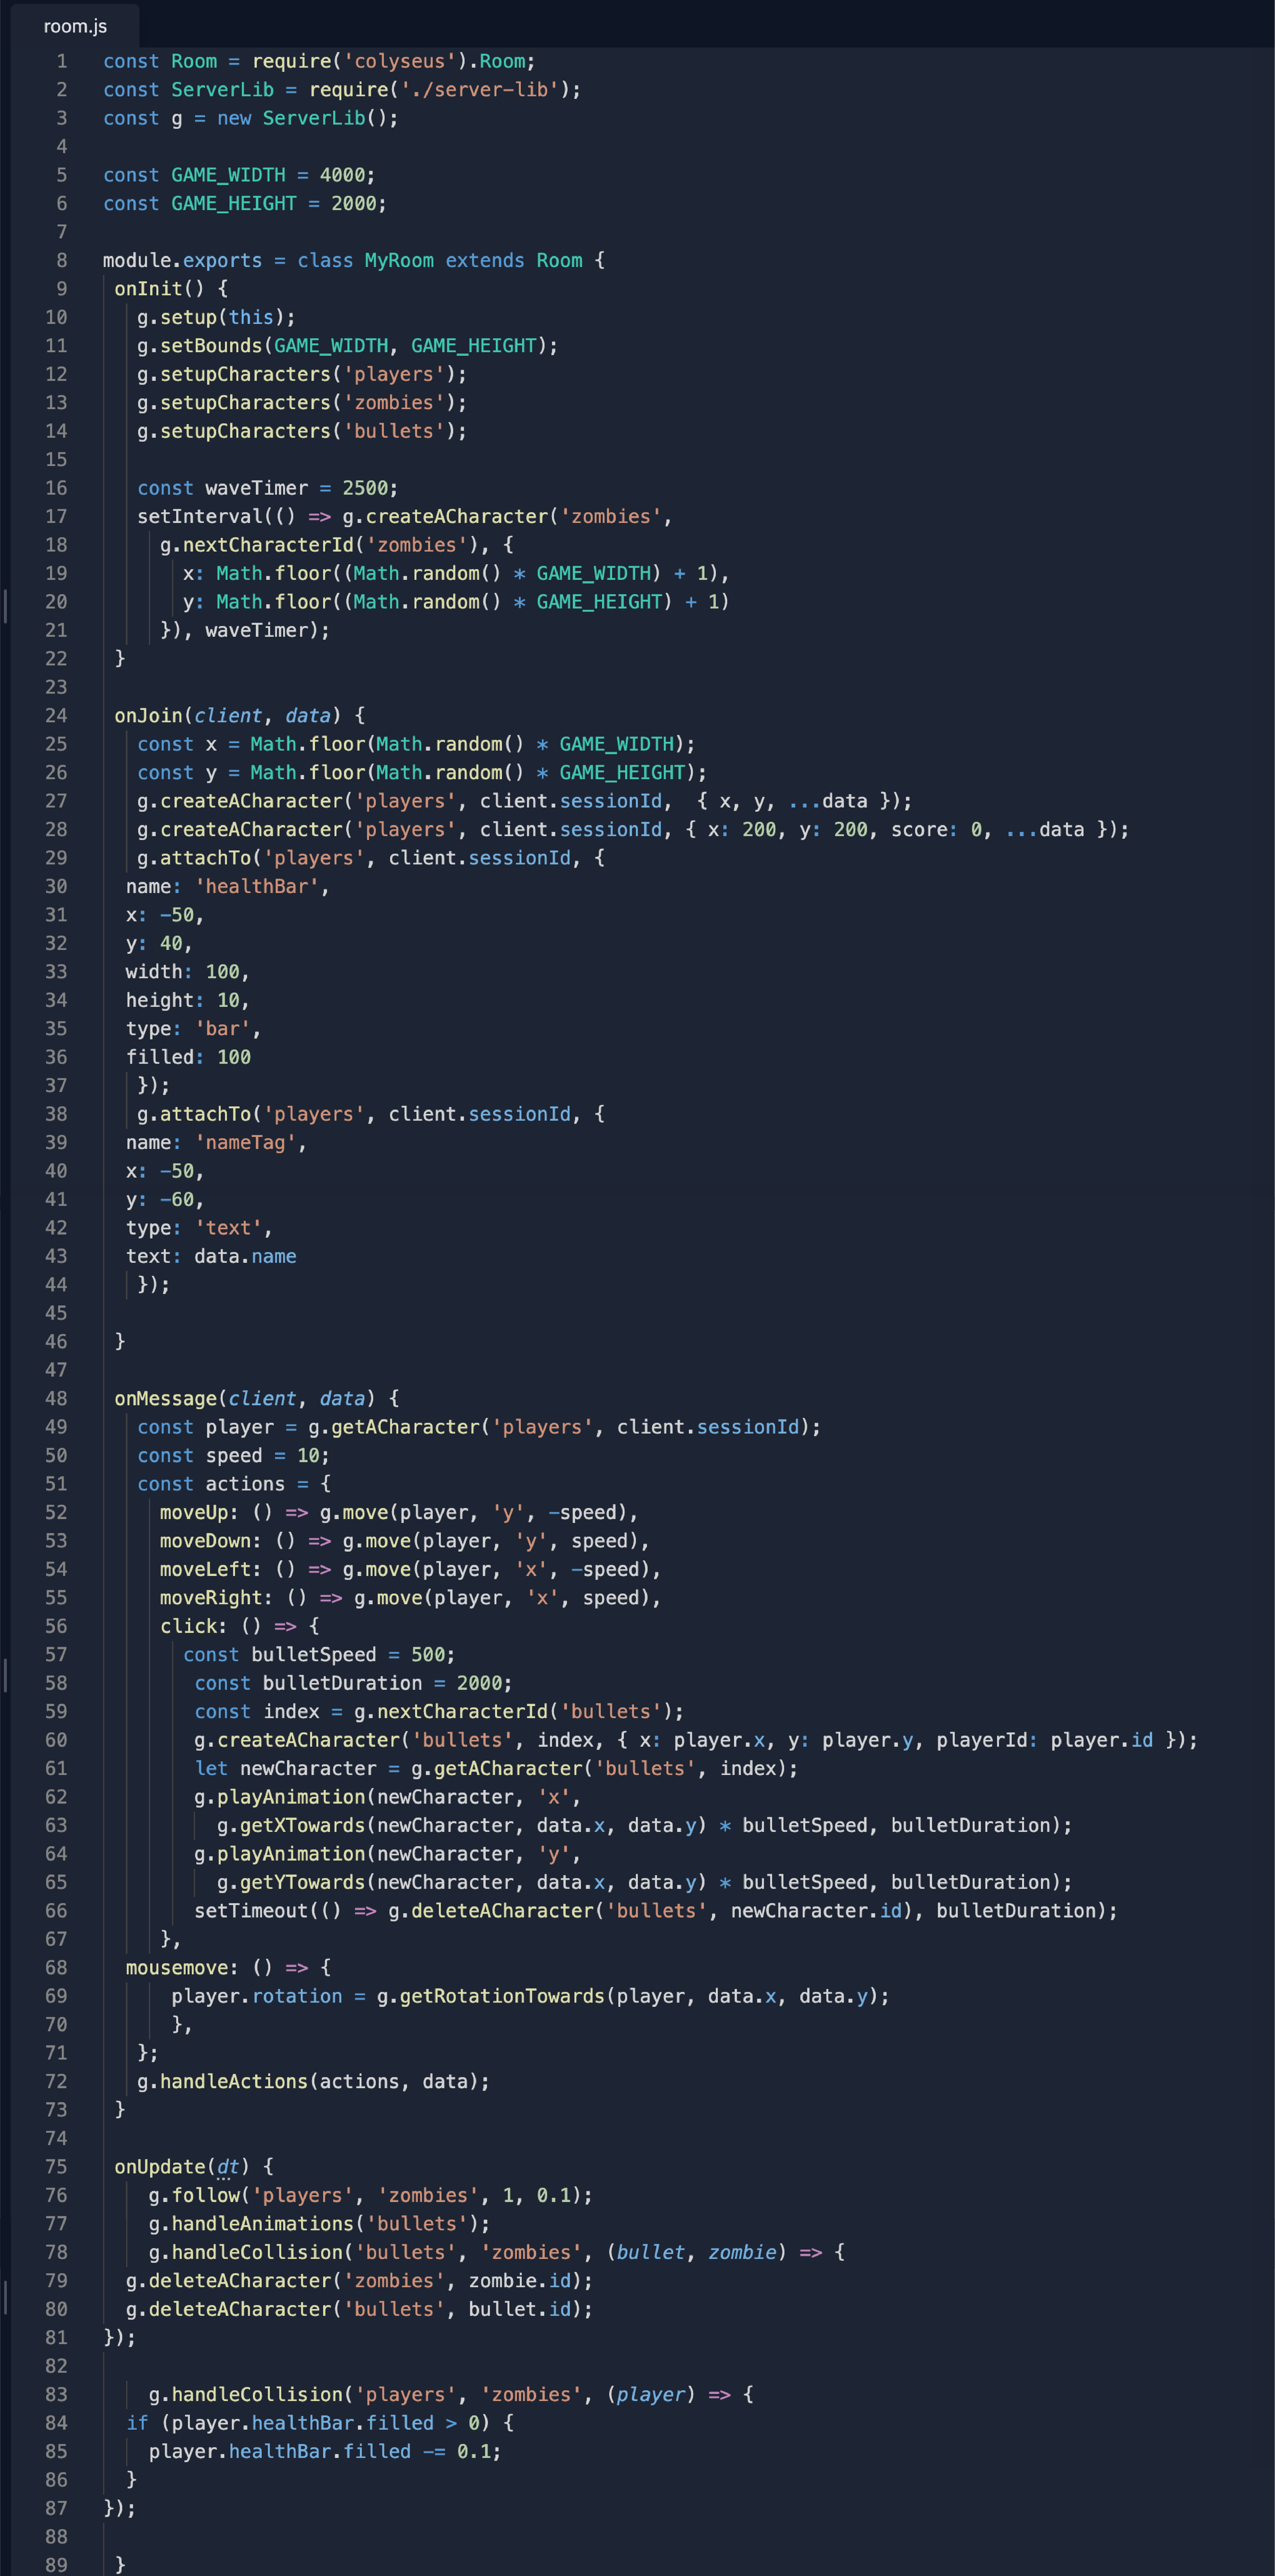 room.js
1 const Room = require('colyseus').Room;
2 const ServerLib = require('./server-lib');
3 const g = new ServerLib();
4
5 const GAME_WIDTH = 4000;
6 const GAME_HEIGHT = 2000;
7
8 module.exports = class MyRoom extends Room {
9 onInit() {
10 g.setup(this);
11 g.setBounds(GAME_WIDTH, GAME_HEIGHT);
12 g.setupCharacters('players');
13 g.setupCharacters('zombies');
14 g.setupCharacters('bullets');
15
16 const waveTimer = 2500;
17 setInterval(() => g.createACharacter('zombies',
18 g.nextCharacterId('zombies'), {
19 x: Math.floor((Math.random() * GAME_WIDTH) + 1),
20 y: Math.floor((Math.random() * GAME_HEIGHT) + 1)
21 }), waveTimer);
22 }
23
24 onJoin(client, data) {
25 const x = Math.floor(Math.random() * GAME_WIDTH);
26 const y = Math.floor(Math.random() * GAME_HEIGHT);
27 g.createACharacter('players', client.sessionId,  { x, y, ...data });
28 g.createACharacter('players', client.sessionId, { x: 200, y: 200, score: 0, ...data });
29 g.attachTo('players', client.sessionId, {
30 name: 'healthBar',
31 x: -50,
32 y: 40,
33 width: 100,
34 height: 10,
35 type: 'bar',
36 filled: 100
37 });
38 g.attachTo('players', client.sessionId, {
39 name: 'nameTag',
40 x: -50,
41 y: -60,
42 type: 'text',
43 text: data.name
44 });
45
46 }
47
48 onMessage(client, data) {
49 const player = g.getACharacter('players', client.sessionId);
50 const speed = 10;
51 const actions = {
52 moveUp: () => g.move(player, 'y', -speed),
53 moveDown: () => g.move(player, 'y', speed),
54 moveLeft: () => g.move(player, 'x', -speed),
55 moveRight: () => g.move(player, 'x', speed),
56 click: () => {
57 const bulletSpeed = 500;
58 const bulletDuration = 2000;
59 const index = g.nextCharacterId('bullets');
60 g.createACharacter('bullets', index, { x: player.x, y: player.y, playerId: player.id });
61 let newCharacter = g.getACharacter('bullets', index);
62 g.playAnimation(newCharacter, 'x',
63 g.getXTowards(newCharacter, data.x, data.y) * bulletSpeed, bulletDuration);
64 g.playAnimation(newCharacter, 'y',
65 g.getYTowards(newCharacter, data.x, data.y) * bulletSpeed, bulletDuration);
66 setTimeout(() => g.deleteACharacter('bullets', newCharacter.id), bulletDuration);
67 },
68 mousemove: () => {
69 player.rotation = g.getRotationTowards(player, data.x, data.y);
70 },
71 };
72 g.handleActions(actions, data);
73 }
74
75 onUpdate(dt) {
76 g.follow('players', 'zombies', 1, 0.1);
77 g.handleAnimations('bullets');
78 g.handleCollision('bullets', 'zombies', (bullet, zombie) => {
79 g.deleteACharacter('zombies', zombie.id);
80 g.deleteACharacter('bullets', bullet.id);
81 });
82
83 g.handleCollision('players', 'zombies', (player) => {
84 if (player.healthBar.filled > 0) {
85 player.healthBar.filled -= 0.1;
86 }
87 });
88
89 }